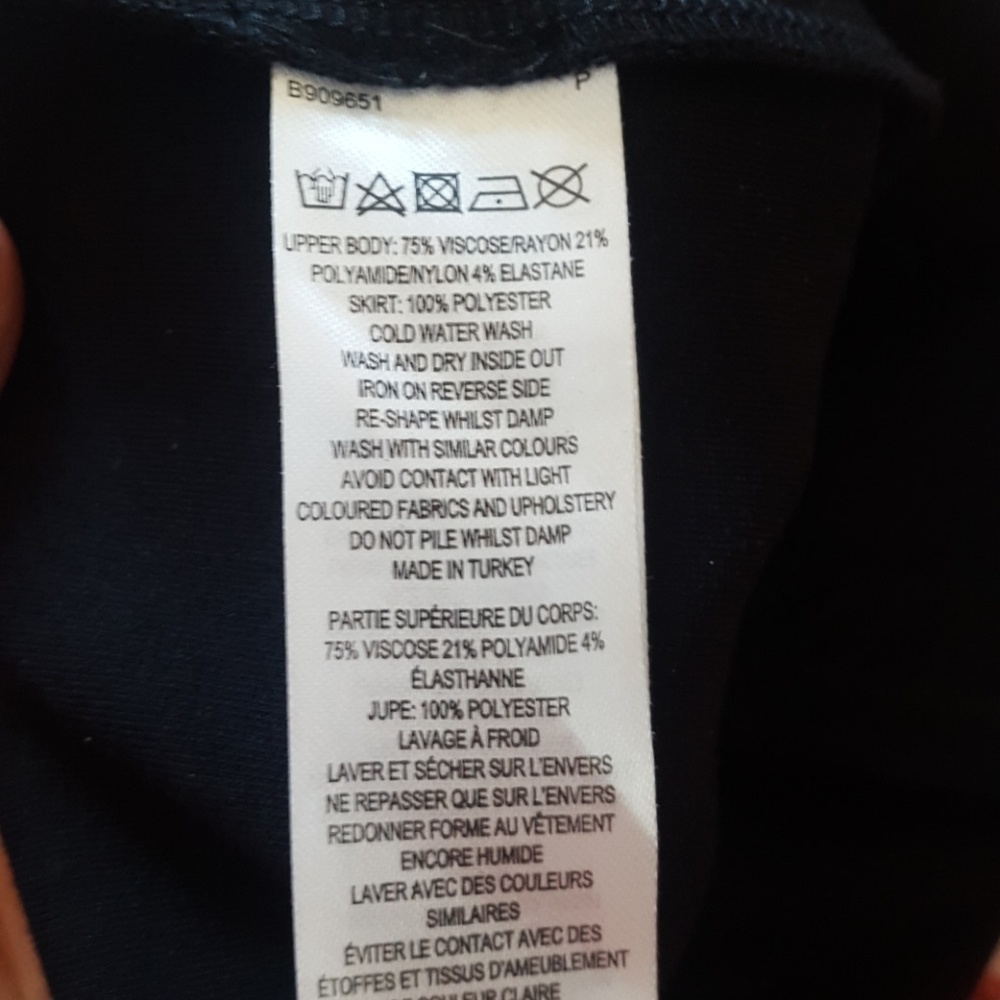 B909651 P
UPPER BODY: 75% VISCOSE/RAYON 21%
POLYAMIDE/NYLON 4% ELASTANE
SKIRT: 100% POLYESTER
COLD WATER WASH
WASH AND DRY INSIDE OUT
IRON ON REVERSE SIDE
RE-SHAPE WHILST DAMP
WASH WITH SIMILAR COLOURS
AVOID CONTACT WITH LIGHT
COLOURED FABRICS AND UPHOLSTERY
DO NOT PILE WHILST DAMP
MADE IN TURKEY
PARTIE SUPÉRIEURE DU CORPS:
75% VISCOSE 21% POLYAMIDE 4%
ÉLASTHANNE
JUPE: 100% POLYESTER
LAVAGE À FROID
LAVER ET SÉCHER SUR L'ENVERS
NE REPASSER QUE SUR L'ENVERS
REDONNER FORME AU VÊTEMENT
ENCORE HUMIDE
LAVER AVEC DES COULEURS
SIMILAIRES
ÉVITER LE CONTACT AVEC DES
ÉTOFFES ET TISSUS D'AMEUBLEMENT
COULEUR CLAIRE